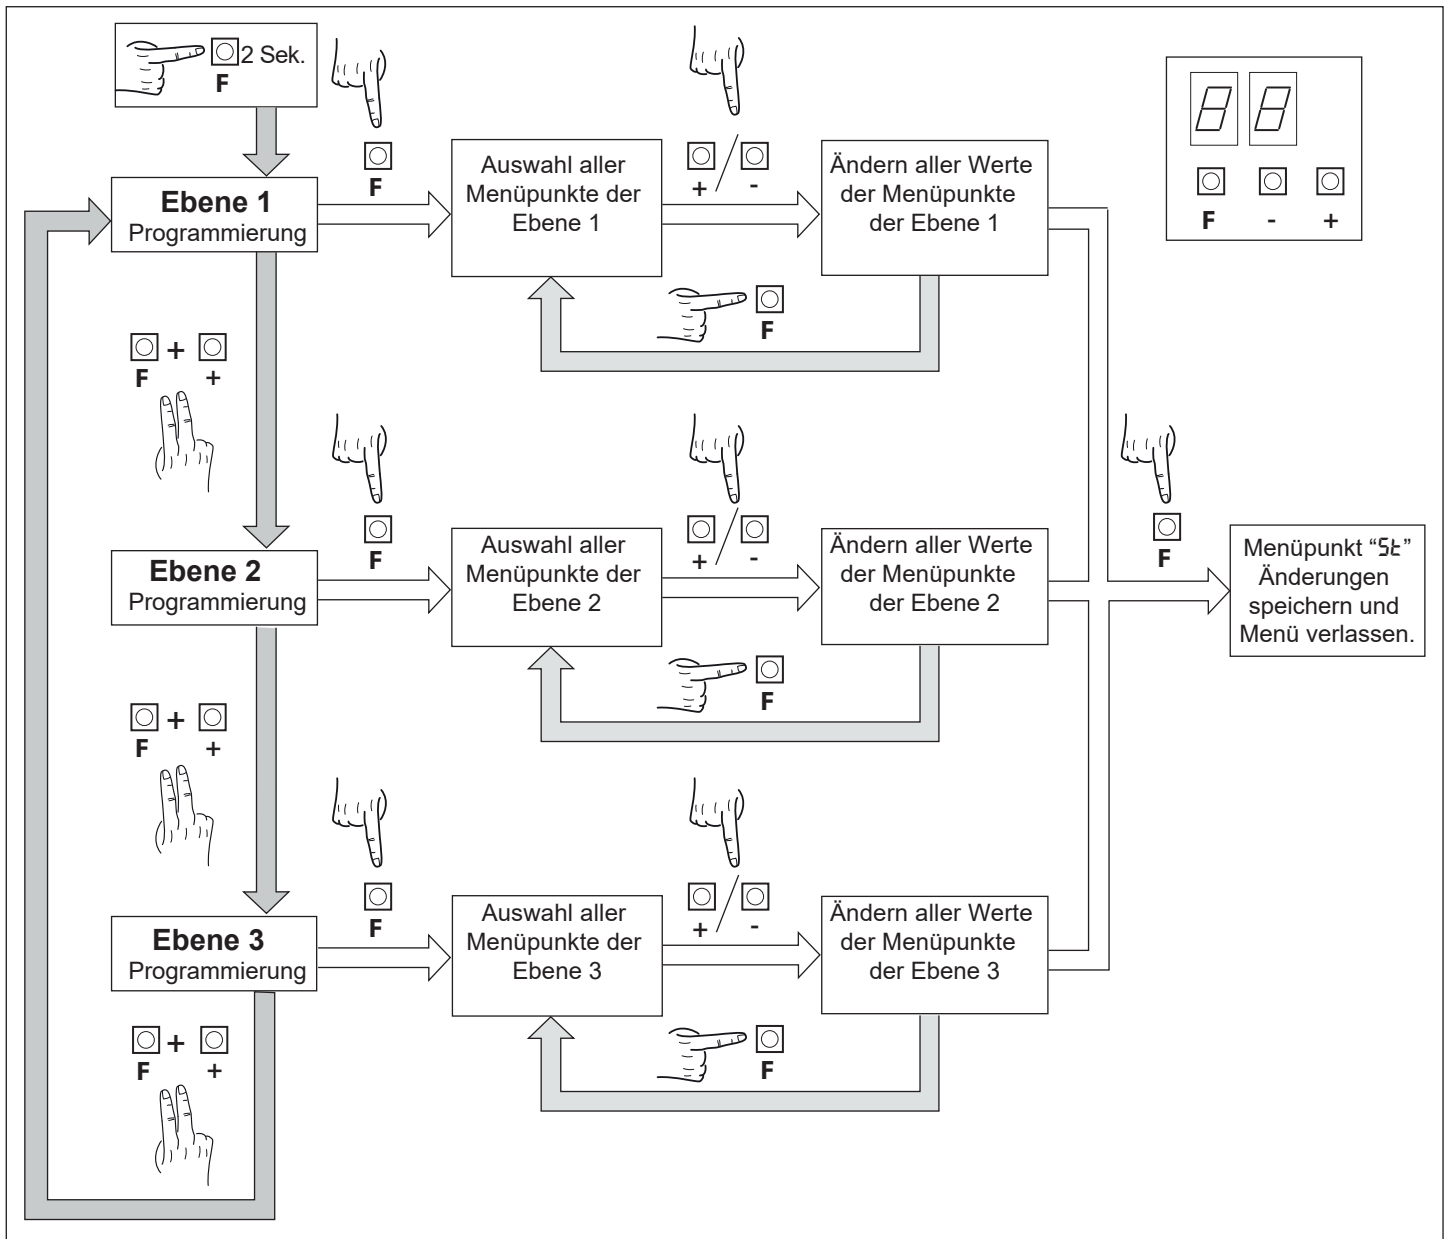 2 Sek.
F
F
+ / -
F - +
Ebene 1
Programmierung
Auswahl aller
Menüpunkte der
Ebene 1
Ändern aller Werte
der Menüpunkte
der Ebene 1
F
+
F +
F
+ / -
F
Ebene 2
Programmierung
Auswahl aller
Menüpunkte der
Ebene 2
Ändern aller Werte
der Menüpunkte
der Ebene 2
Menüpunkt “St”
Änderungen
speichern und
Menü verlassen.
F
+
F +
F
+ / -
Ebene 3
Programmierung
Auswahl aller
Menüpunkte der
Ebene 3
Ändern aller Werte
der Menüpunkte
der Ebene 3
F
+
F +